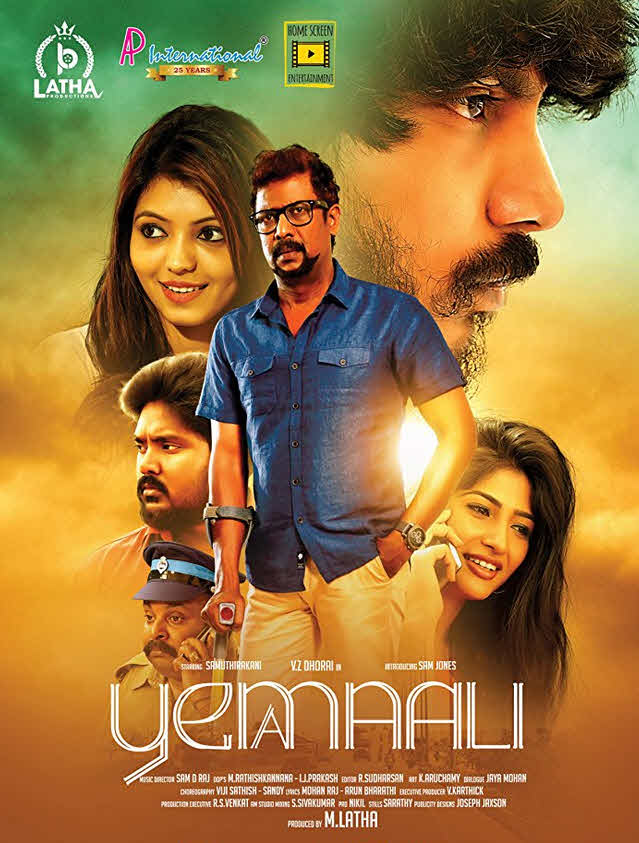 LATHA
PRODUCTIONS
AP International
25 YEARS
HOME SCREEN
ENTERTAINMENT
STARRING SAMUTHIRAKANI V.Z DHORAI IN INTRODUCING SAM JONES
YEMAALI
MUSIC DIRECTOR SAM D RAJ DOP'S M.RATHISHKANNANA - I.J.PRAKASH EDITOR R.SUDHARSAN ART K.ARUCHAMY DIALOGUE JAYA MOHAN
CHOREOGRAPHY VIJI SATHISH - SANDY LYRICS MOHAN RAJ - ARUN BHARATHI EXECUTIVE PRODUCER V.KARTHICK
PRODUCTION EXECUTIVE R.S.VENKAT AM STUDIO MIXING S.SIVAKUMAR PRO NIKIL STILLS SARATHY PUBLICITY DESIGNS JOSEPH JAXSON
PRODUCED BY M.LATHA